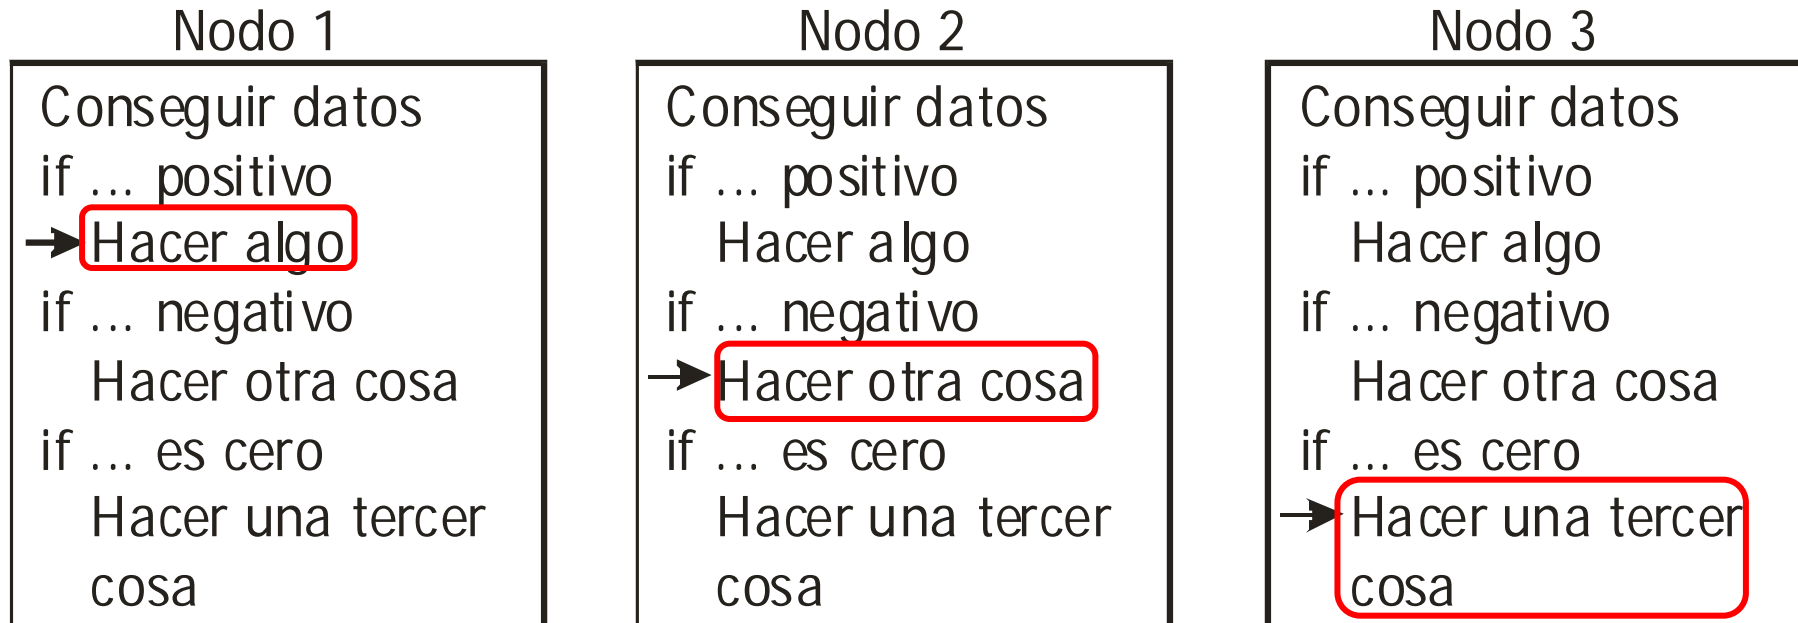 Nodo 1
Conseguir datos
if ... positivo
Hacer algo
if ... negativo
Hacer otra cosa
if ... es cero
Hacer una tercer
cosa
Nodo 2
Conseguir datos
if ... positivo
Hacer algo
if ... negativo
Hacer otra cosa
if ... es cero
Hacer una tercer
cosa
Nodo 3
Conseguir datos
if ... positivo
Hacer algo
if ... negativo
Hacer otra cosa
if ... es cero
Hacer una tercer
cosa